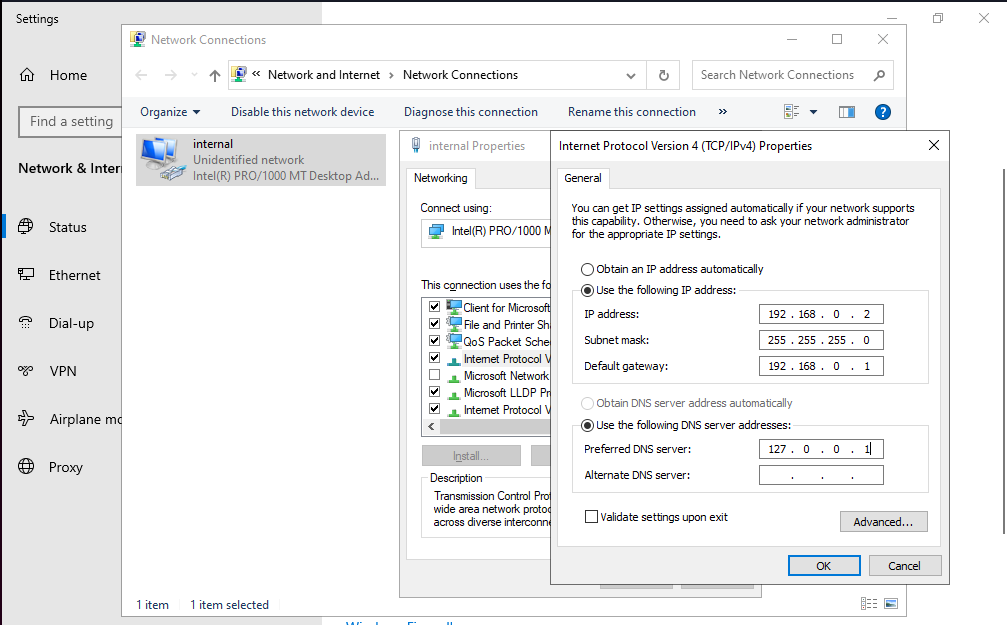 Settings
Network Connections
Home
« Network and Internet > Network Connections
Search Network Connections
Find a setting
Organize
Disable this network device
Diagnose this connection
Rename this connection
»
?
internal
Unidentified network
Intel(R) PRO/1000 MT Desktop Ad...
Network & Inter
Status
Ethernet
Dial-up
VPN
Airplane mo
Proxy
internal Properties
Networking
Connect using:
Intel(R) PRO/1000 M
This connection uses the fo
Client for Microsoft
File and Printer Sha
QoS Packet Sche
Internet Protocol V
Microsoft Network
Microsoft LLDP Pr
Internet Protocol V
Install...
Description
Transmission Control Prot
wide area network protoc
across diverse interconne
Internet Protocol Version 4 (TCP/IPv4) Properties
General
You can get IP settings assigned automatically if your network supports
this capability. Otherwise, you need to ask your network administrator
for the appropriate IP settings.
Obtain an IP address automatically
Use the following IP address:
IP address: 192 . 168 . 0 . 2
Subnet mask: 255 . 255 . 255 . 0
Default gateway: 192 . 168 . 0 . 1
Obtain DNS server address automatically
Use the following DNS server addresses:
Preferred DNS server: 127 . 0 . 0 . 1
Alternate DNS server: . . .
Validate settings upon exit
Advanced...
OK
Cancel
1 item
1 item selected